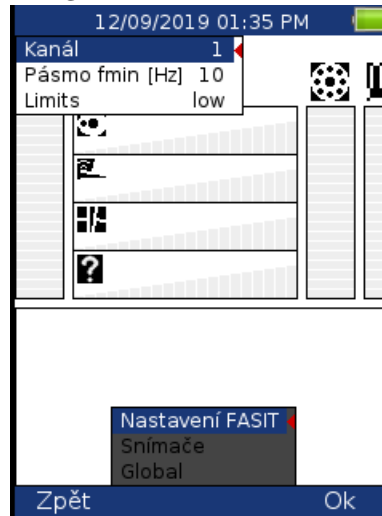 12/09/2019 01:35 PM
Kanál 1
Pásmo fmin [Hz] 10
Limits low
?
Nastavení FASIT
Snímače
Global
Zpět Ok